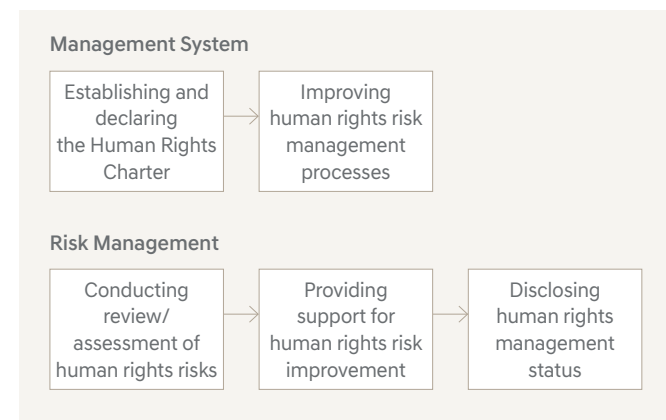 Management System
Establishing and
declaring
the Human Rights
Charter
Improving
human rights risk
management
processes
Risk Management
Conducting
review/
assessment of
human rights risks
Providing
support for
human rights risk
improvement
Disclosing
human rights
management
status